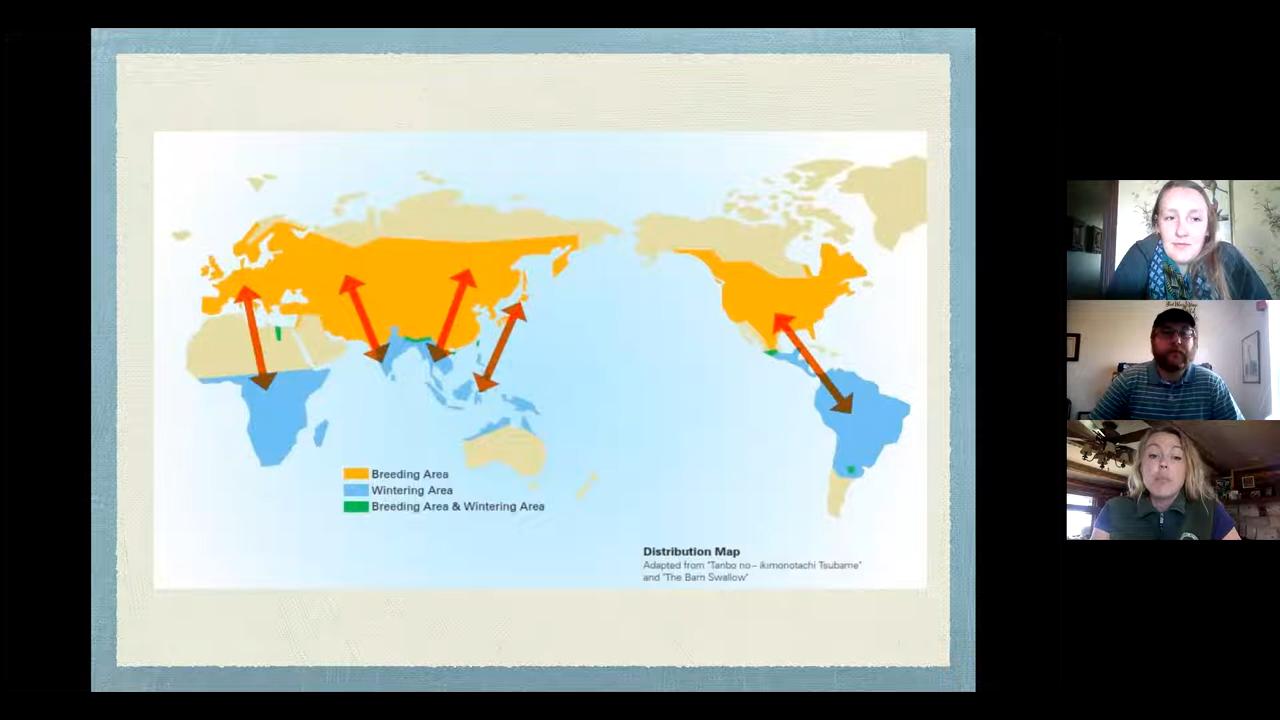 Breeding Area
Wintering Area
Breeding Area & Wintering Area
Distribution Map
Adapted from "Tanbo no – ikimonotachi Tsubame"
and "The Barn Swallow"